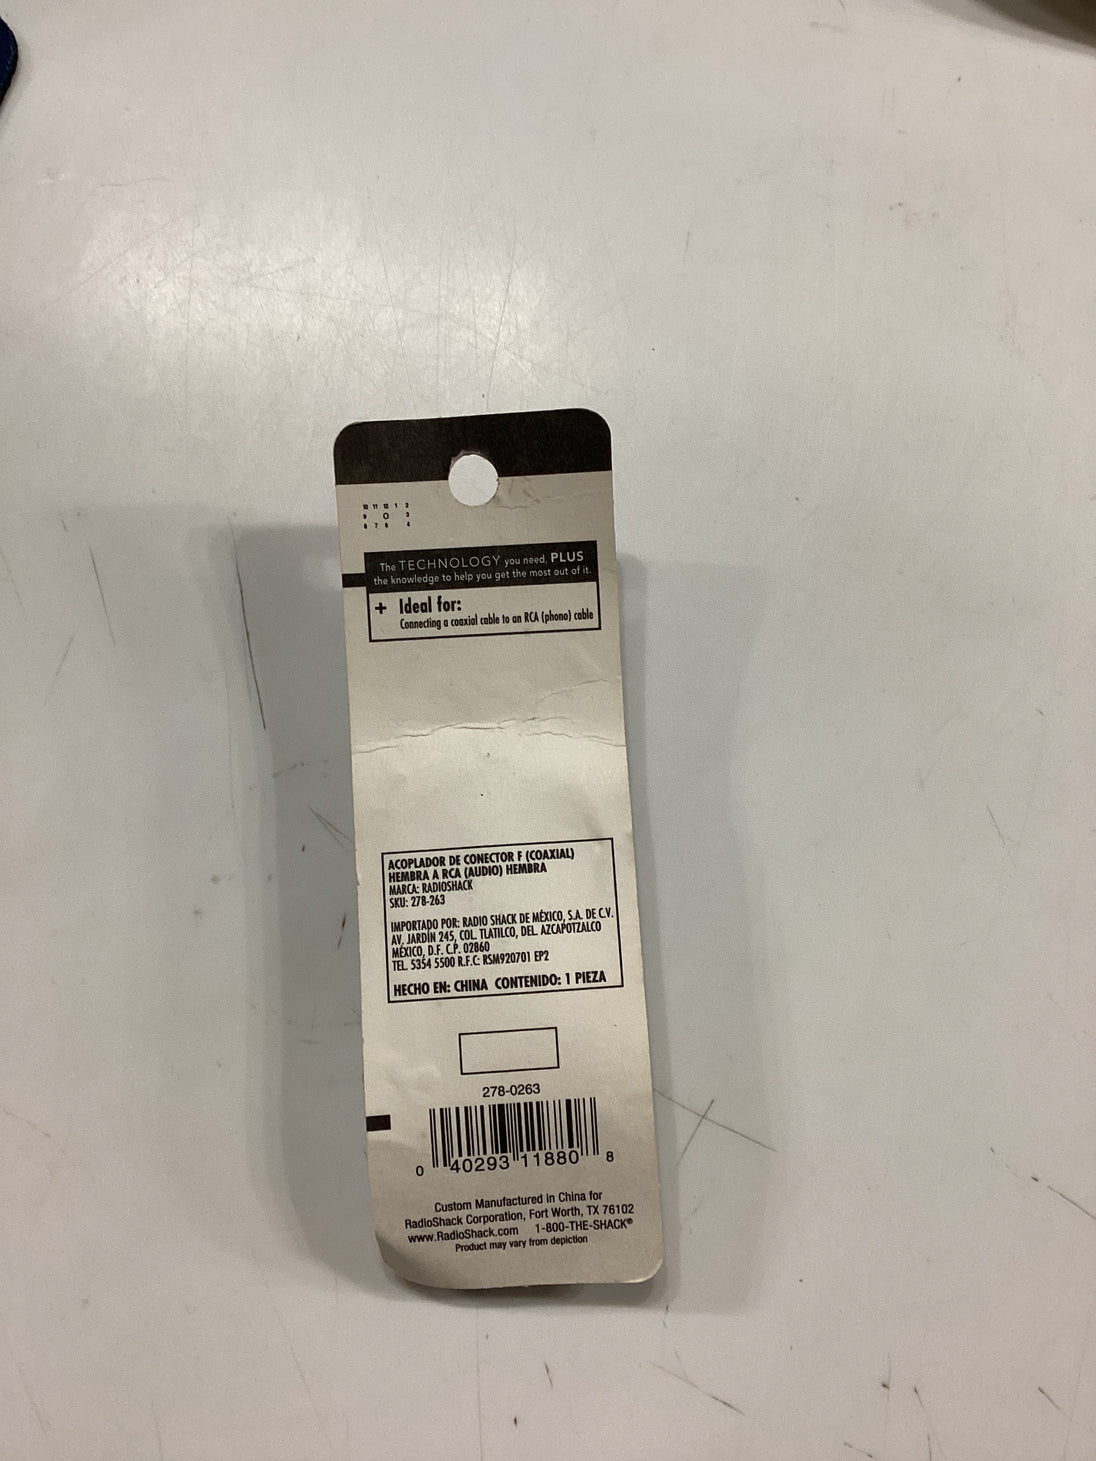 10 11 12 1 2
9 O 3
8 7 6 4
The TECHNOLOGY you need, PLUS
the knowledge to help you get the most out of it.
+ Ideal for:
Connecting a coaxial cable to an RCA (phono) cable
ACOPLADOR DE CONECTOR F (COAXIAL)
HEMBRA A RCA (AUDIO) HEMBRA
MARCA: RADIOSHACK
SKU: 278-263
IMPORTADO POR: RADIO SHACK DE MÉXICO, S.A. DE C.V.
AV. JARDÍN 245, COL. TLATILCO, DEL. AZCAPOTZALCO
MÉXICO, D.F. C.P. 02860
TEL. 5354 5500 R.F.C: RSM920701 EP2
HECHO EN: CHINA CONTENIDO: 1 PIEZA
278-0263
0 40293 11880 8
Custom Manufactured in China for
RadioShack Corporation, Fort Worth, TX 76102
www.RadioShack.com 1-800-THE-SHACK®
Product may vary from depiction